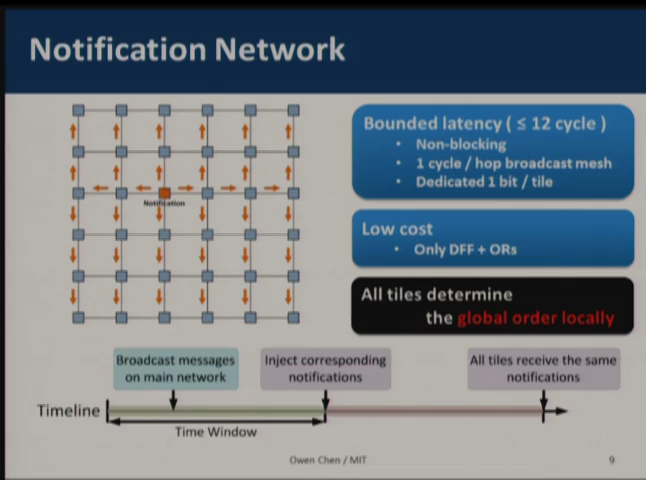 Notification Network
Notification
Bounded latency ( ≤ 12 cycle )
• Non-blocking
• 1 cycle / hop broadcast mesh
• Dedicated 1 bit / tile
Low cost
• Only DFF + ORs
All tiles determine
the global order locally
Broadcast messages
on main network
Inject corresponding
notifications
All tiles receive the same
notifications
Timeline
Time Window
Owen Chen / MIT
9